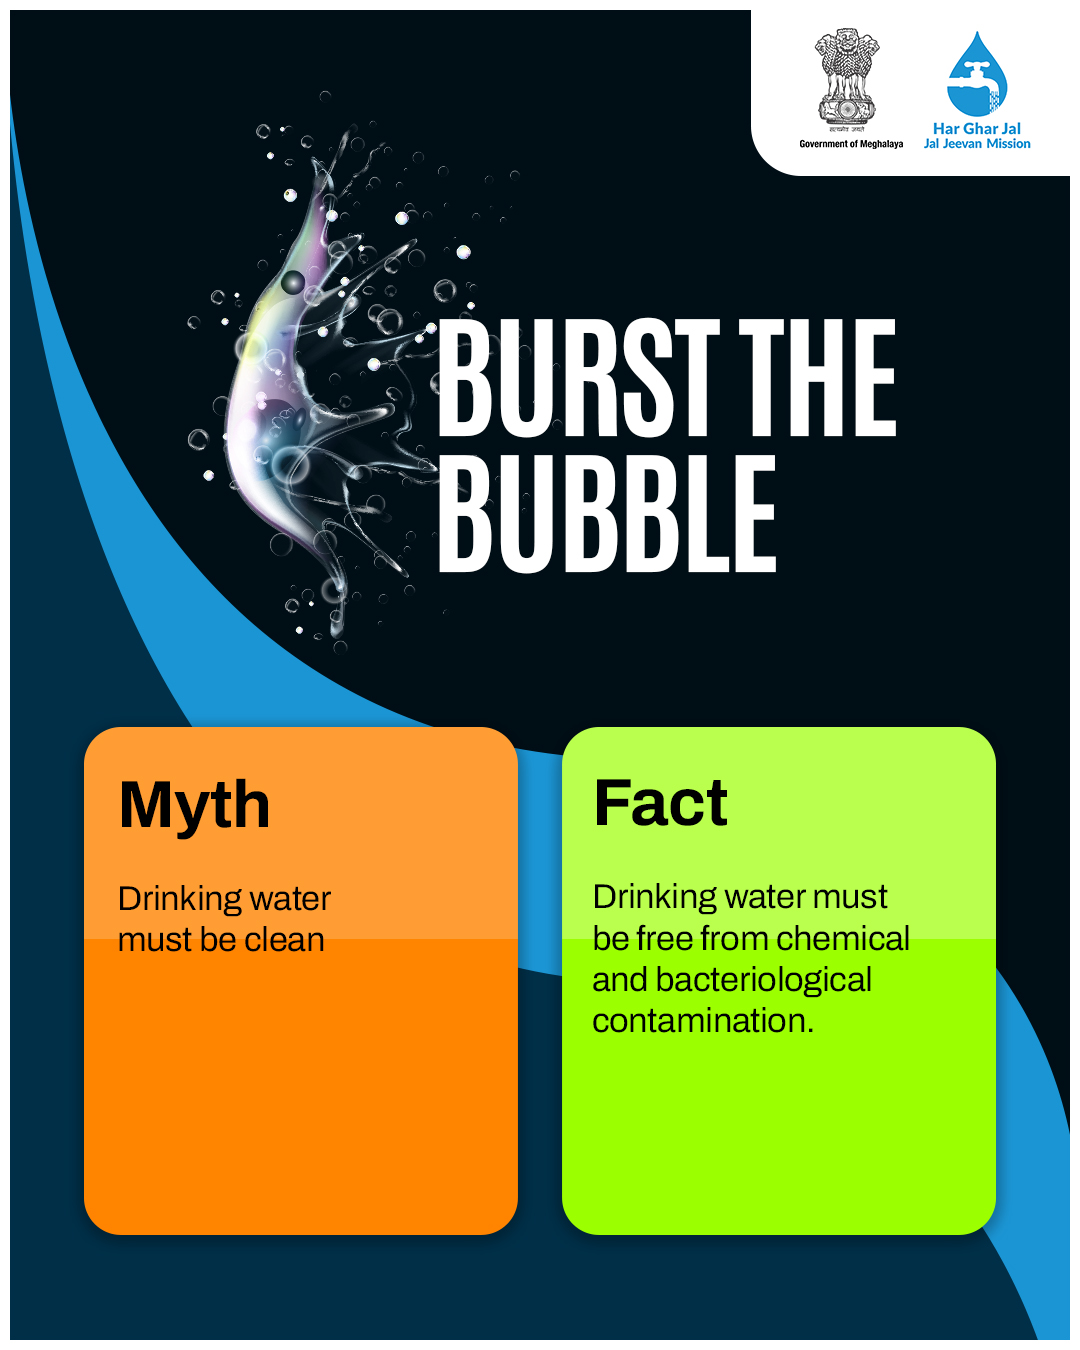 सत्यमेव जयते
Government of Meghalaya
Har Ghar Jal
Jal Jeevan Mission
BURST THE
BUBBLE
Myth
Drinking water
must be clean
Fact
Drinking water must
be free from chemical
and bacteriological
contamination.